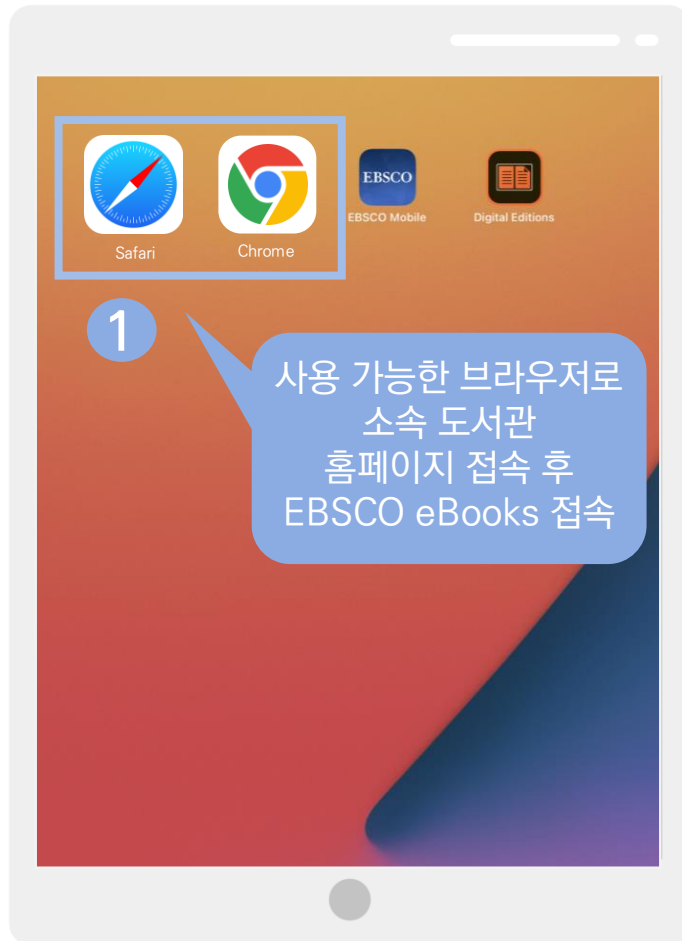 Safari
Chrome
EBSCO
EBSCO Mobile
Digital Editions
1
사용 가능한 브라우저로
소속 도서관
홈페이지 접속 후
EBSCO eBooks 접속